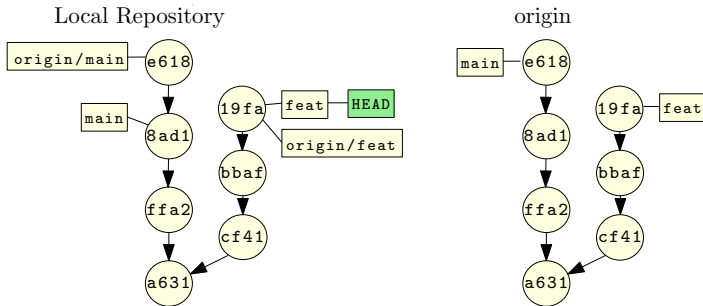 Local Repository
origin/main
e618
main
8ad1
19fa
feat
HEAD
origin/feat
bbaf
ffa2
cf41
a631
origin
main
e618
19fa
feat
8ad1
bbaf
ffa2
cf41
a631